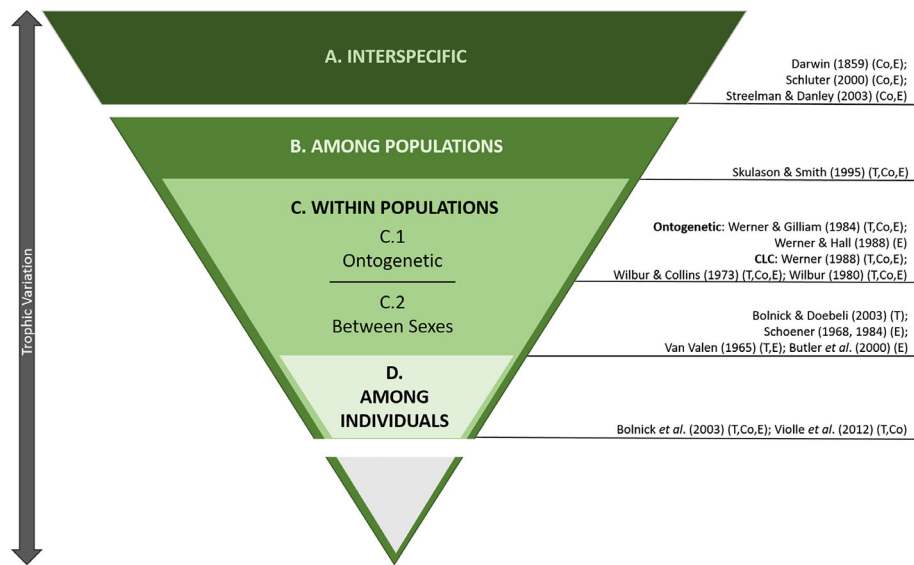 A. INTERSPECIFIC
Darwin (1859) (Co,E);
Schluter (2000) (Co,E);
Streelman & Danley (2003) (Co,E)
B. AMONG POPULATIONS
Skulason & Smith (1995) (T,Co,E)
C. WITHIN POPULATIONS
C.1
Ontogenetic
Ontogenetic: Werner & Gilliam (1984) (T,Co,E);
Werner & Hall (1988) (E)
CLC: Werner (1988) (T,Co,E);
Wilbur & Collins (1973) (T,Co,E); Wilbur (1980) (T,Co,E)
C.2
Between Sexes
Bolnick & Doebeli (2003) (T);
Schoener (1968, 1984) (E);
Van Valen (1965) (T,E); Butler et al. (2000) (E)
D.
AMONG
INDIVIDUALS
Bolnick et al. (2003) (T,Co,E); Violle et al. (2012) (T,Co)
Trophic Variation